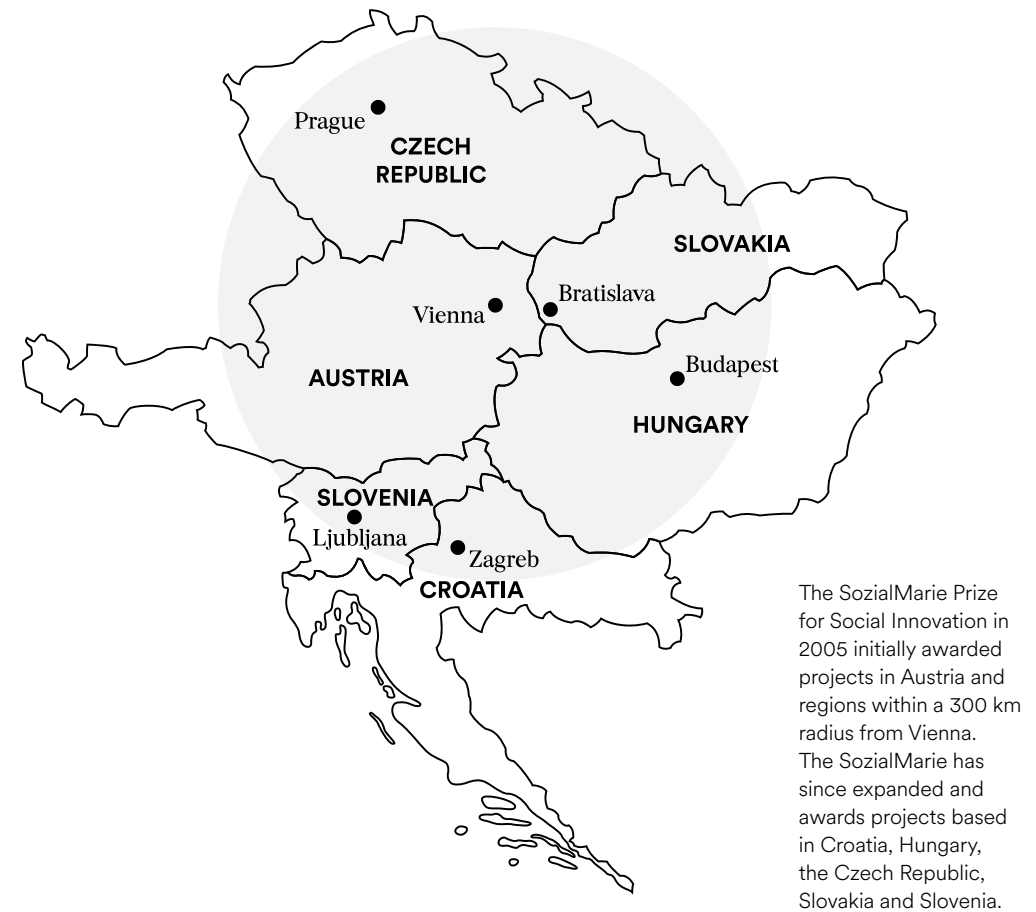 Prague
CZECH
REPUBLIC
SLOVAKIA
Bratislava
Vienna
Budapest
AUSTRIA
HUNGARY
SLOVENIA
Ljubljana
Zagreb
CROATIA
The SozialMarie Prize
for Social Innovation in
2005 initially awarded
projects in Austria and
regions within a 300 km
radius from Vienna.
The SozialMarie has
since expanded and
awards projects based
in Croatia, Hungary,
the Czech Republic,
Slovakia and Slovenia.